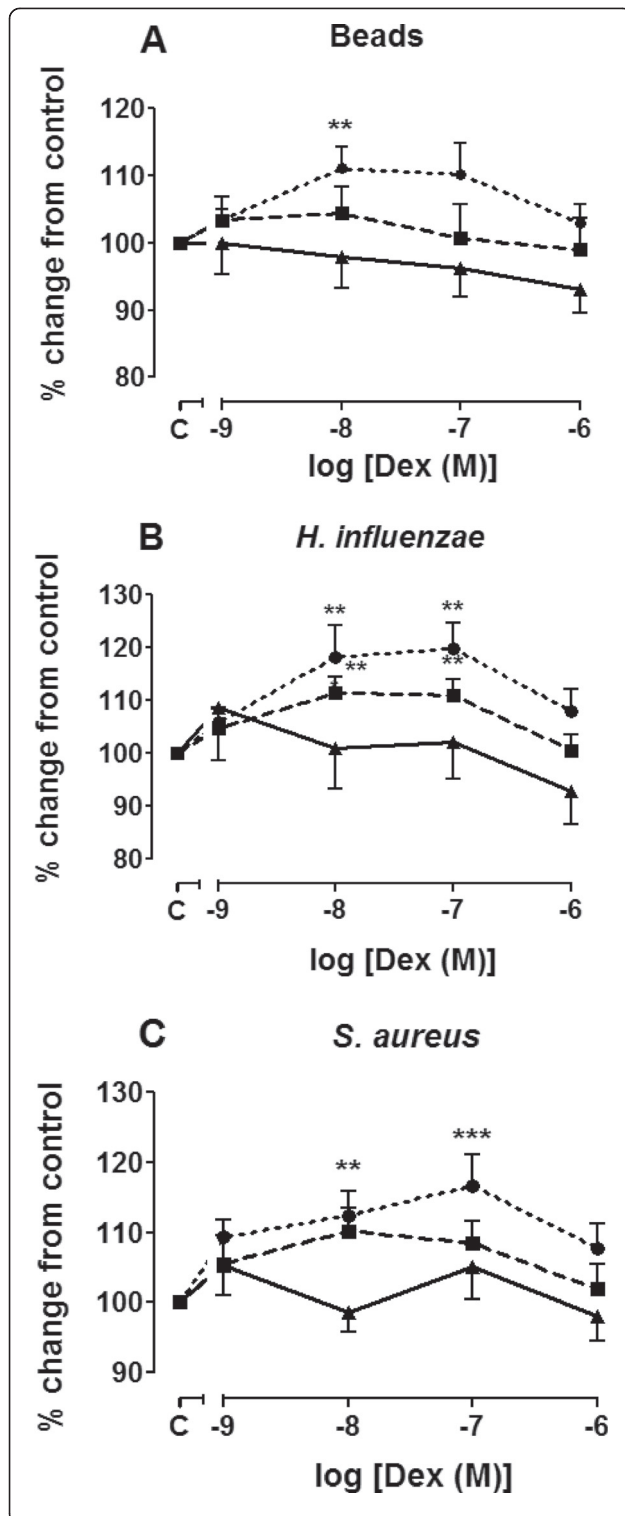 A
Beads
% change from control
120
**
110
100
90
80
C -9 -8 -7 -6
log [Dex (M)]
B
H. influenzae
% change from control
130
** **
120
** **
110
100
90
80
C -9 -8 -7 -6
log [Dex (M)]
C
S. aureus
% change from control
130
***
120
**
110
100
90
C -9 -8 -7 -6
log [Dex (M)]